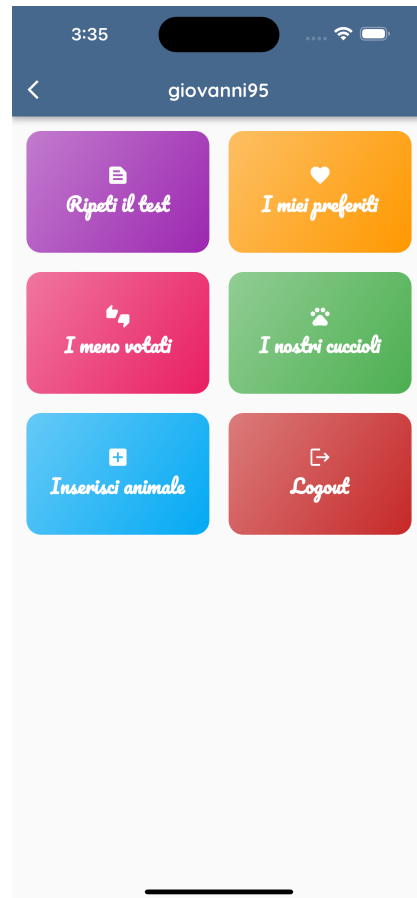 3:35
giovanni95
Ripeti il test
I miei preferiti
I meno votati
I nostri cuccioli
Inserisci animale
Logout